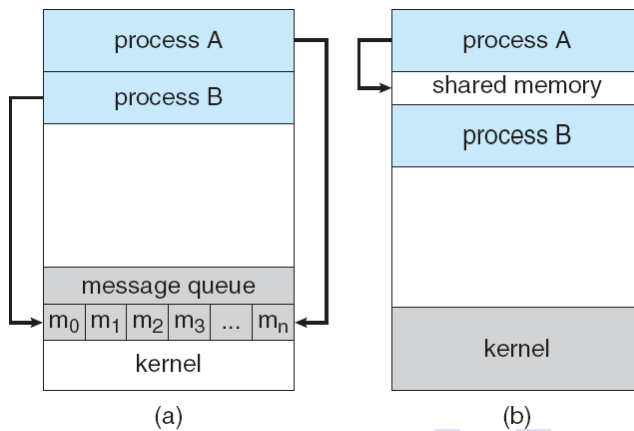 process A
process B
message queue
m0 m1 m2 m3 ... mn
kernel
(a)
process A
shared memory
process B
kernel
(b)